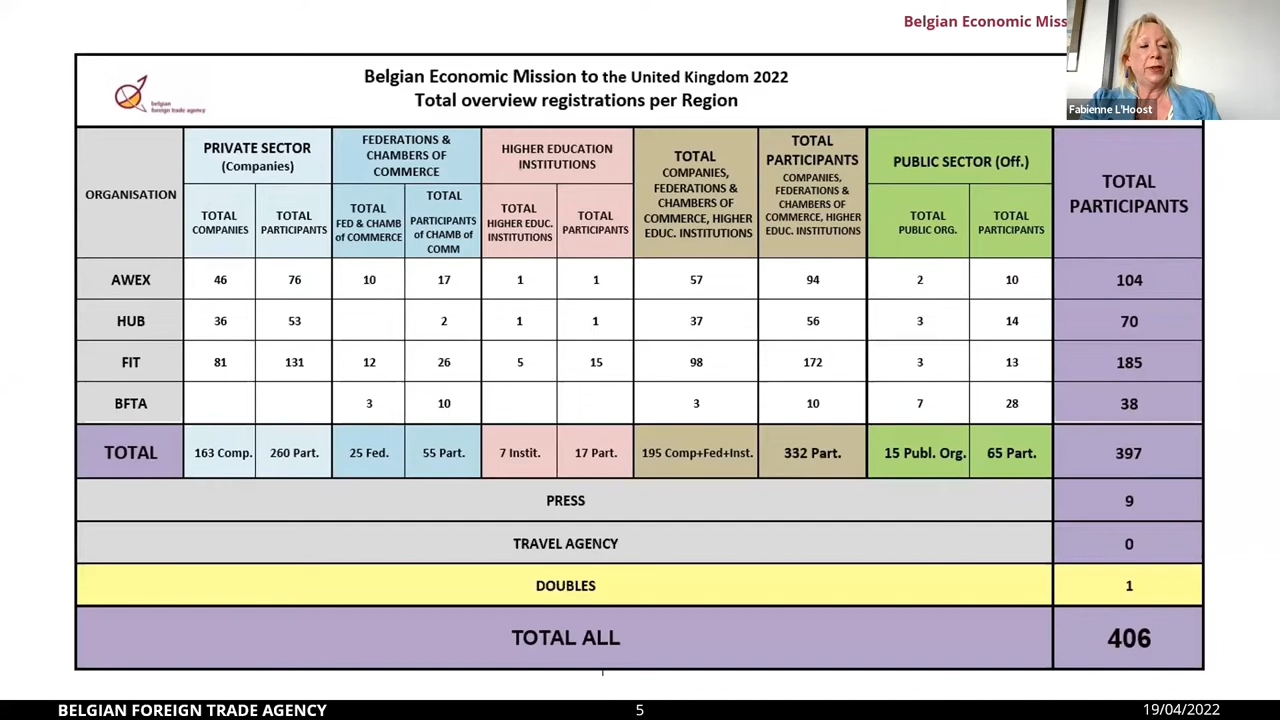 Belgian Economic Miss
Fabienne L'Hoost
belgian
foreign trade agency
Belgian Economic Mission to the United Kingdom 2022
Total overview registrations per Region
ORGANISATION
PRIVATE SECTOR
(Companies)
FEDERATIONS &
CHAMBERS OF
COMMERCE
HIGHER EDUCATION
INSTITUTIONS
TOTAL
COMPANIES,
FEDERATIONS &
CHAMBERS OF
COMMERCE, HIGHER
EDUC. INSTITUTIONS
TOTAL
PARTICIPANTS
COMPANIES,
FEDERATIONS &
CHAMBERS OF
COMMERCE, HIGHER
EDUC. INSTITUTIONS
PUBLIC SECTOR (Off.)
TOTAL
PARTICIPANTS
TOTAL
COMPANIES
TOTAL
PARTICIPANTS
TOTAL
FED & CHAMB
of COMMERCE
TOTAL
PARTICIPANTS
of CHAMB of
COMM
TOTAL
HIGHER EDUC.
INSTITUTIONS
TOTAL
PARTICIPANTS
TOTAL
PUBLIC ORG.
TOTAL
PARTICIPANTS
AWEX 46 76 10 17 1 1 57 94 2 10 104
HUB 36 53 2 1 1 37 56 3 14 70
FIT 81 131 12 26 5 15 98 172 3 13 185
BFTA 3 10 3 10 7 28 38
TOTAL 163 Comp. 260 Part. 25 Fed. 55 Part. 7 Instit. 17 Part. 195 Comp+Fed+Inst. 332 Part. 15 Publ. Org. 65 Part. 397
PRESS 9
TRAVEL AGENCY 0
DOUBLES 1
TOTAL ALL 406
BELGIAN FOREIGN TRADE AGENCY 5 19/04/2022